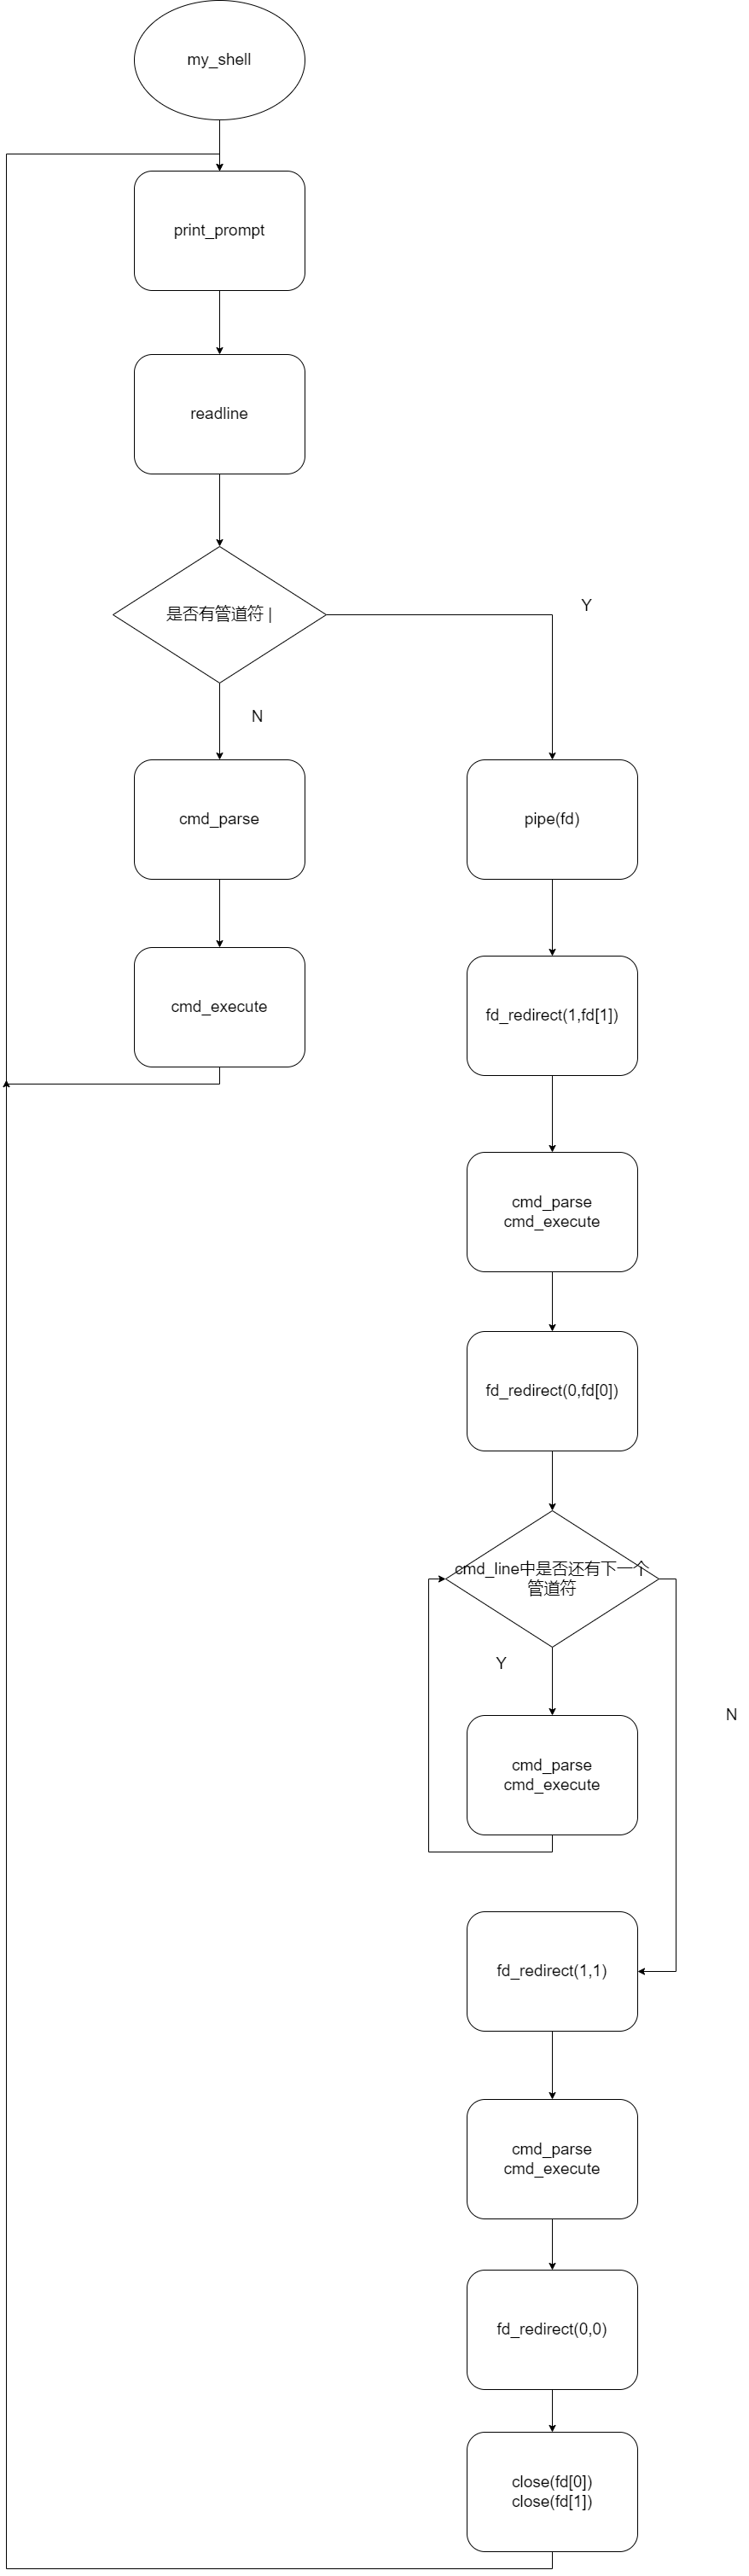 my_shell
print_prompt
readline
是否有管道符 |
Y
N
cmd_parse
pipe(fd)
cmd_execute
fd_redirect(1,fd[1])
cmd_parse
cmd_execute
fd_redirect(0,fd[0])
cmd_line中是否还有下一个
管道符
Y
N
cmd_parse
cmd_execute
fd_redirect(1,1)
cmd_parse
cmd_execute
fd_redirect(0,0)
close(fd[0])
close(fd[1])